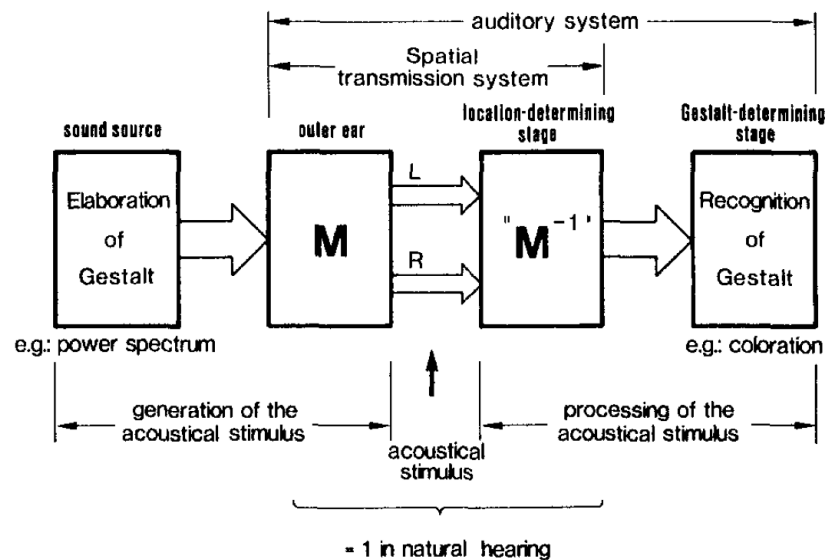 auditory system
Spatial
transmission system
sound source
outer ear
location-determining
stage
Gestalt-determining
stage
Elaboration
of
Gestalt
M
L
R
"M⁻¹"
Recognition
of
Gestalt
e.g.: power spectrum
e.g.: coloration
generation of the
acoustical stimulus
acoustical
stimulus
processing of the
acoustical stimulus
= 1 in natural hearing